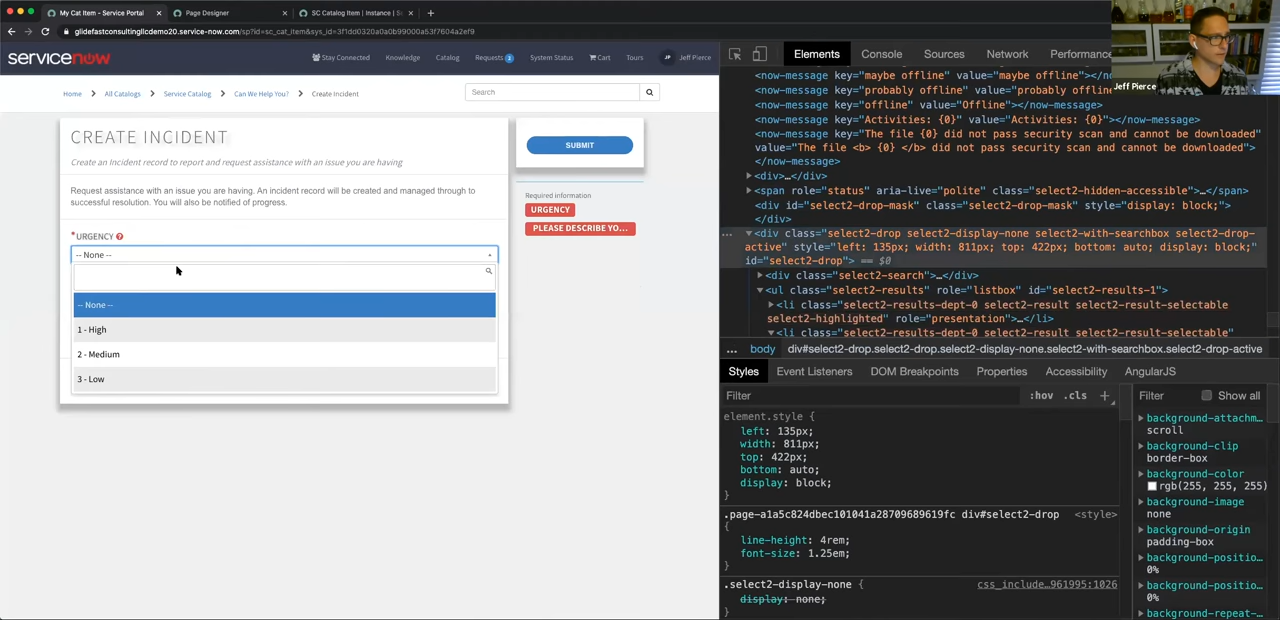 My Cat Item - Service Portal
Page Designer
SC Catalog Item | Instance | S
glidefastconsultingllcdemo20.service-now.com/sp?id=sc_cat_item&sys_id=3f1dd0320a0a0b99000a53f7604a2ef9
servicenow
Stay Connected
Knowledge
Catalog
Requests
System Status
Cart
Tours
JP
Jeff Pierce
Home
All Catalogs
Service Catalog
Can We Help You?
Create Incident
Search
CREATE INCIDENT
Create an Incident record to report and request assistance with an issue you are having
Request assistance with an issue you are having. An incident record will be created and managed through to
successful resolution. You will also be notified of progress.
*URGENCY
-- None --
-- None --
1 - High
2 - Medium
3 - Low
SUBMIT
Required information
URGENCY
PLEASE DESCRIBE YO...
Elements
Console
Sources
Network
Performance
Jeff Pierce
<now-message key="maybe offline" value="maybe offline"></n
<now-message key="probably offline" value="probably offlin
<now-message key="offline" value="Offline"></now-message>
<now-message key="Activities: {0}" value="Activities: {0}"></now-message>
<now-message key="The file {0} did not pass security scan and cannot be downloaded"
value="The file <b> {0} </b> did not pass security scan and cannot be downloaded">
</now-message>
<div>…</div>
<span role="status" aria-live="polite" class="select2-hidden-accessible">…</span>
<div id="select2-drop-mask" class="select2-drop-mask" style="display: block;">
</div>
<div class="select2-drop select2-display-none select2-with-searchbox select2-drop-
active" style="left: 135px; width: 811px; top: 422px; bottom: auto; display: block;"
id="select2-drop"> == $0
<div class="select2-search">…</div>
<ul class="select2-results" role="listbox" id="select2-results-1">
<li class="select2-results-dept-0 select2-result select2-result-selectable
select2-highlighted" role="presentation">…</li>
<li class="select2-results-dept-0 select2-result select2-result-selectable"
... body div#select2-drop.select2-drop.select2-display-none.select2-with-searchbox.select2-drop-active
Styles
Event Listeners
DOM Breakpoints
Properties
Accessibility
AngularJS
Filter
:hov .cls +
element.style {
left: 135px;
width: 811px;
top: 422px;
bottom: auto;
display: block;
}
.page-a1a5c824dbec101041a28709689619fc div#select2-drop <style>
{
line-height: 4rem;
font-size: 1.25em;
}
.select2-display-none { css_include…961995:1026
display: none;
}
Filter
Show all
background-attachm…
scroll
background-clip
border-box
background-color
rgb(255, 255, 255)
background-image
none
background-origin
padding-box
background-positio…
0%
background-positio…
0%
background-repeat-